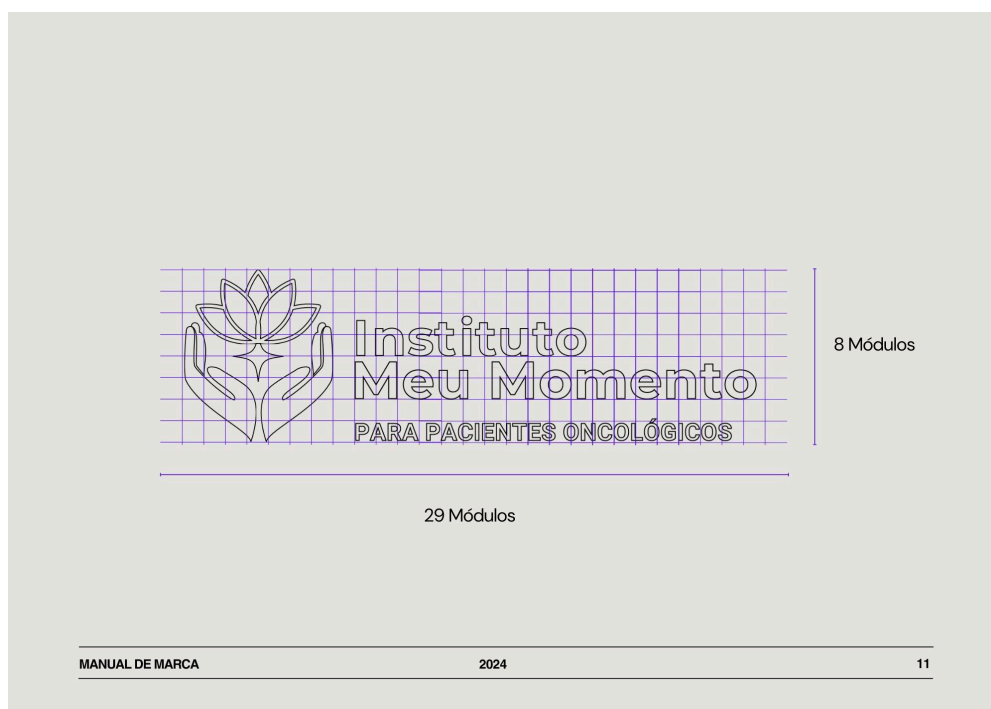 Instituto
Meu Momento
PARA PACIENTES ONCOLÓGICOS
8 Módulos
29 Módulos
MANUAL DE MARCA 2024 11